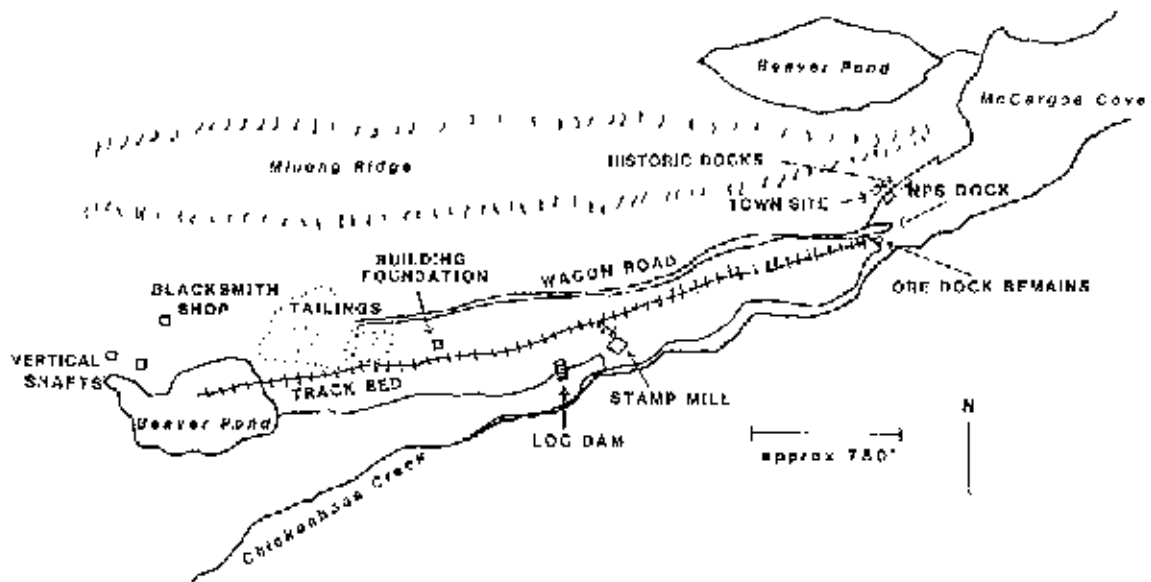 Beaver Pond
McCargoe Cove
Minong Ridge
HISTORIC DOCKS
NPS DOCK
TOWN SITE
BUILDING
FOUNDATION
WAGON ROAD
ORE DOCK REMAINS
BLACKSMITH
SHOP
TAILINGS
VERTICAL
SHAFTS
TRACK BED
STAMP MILL
Beaver Pond
LOG DAM
N
approx 750'
Chickenbone Creek